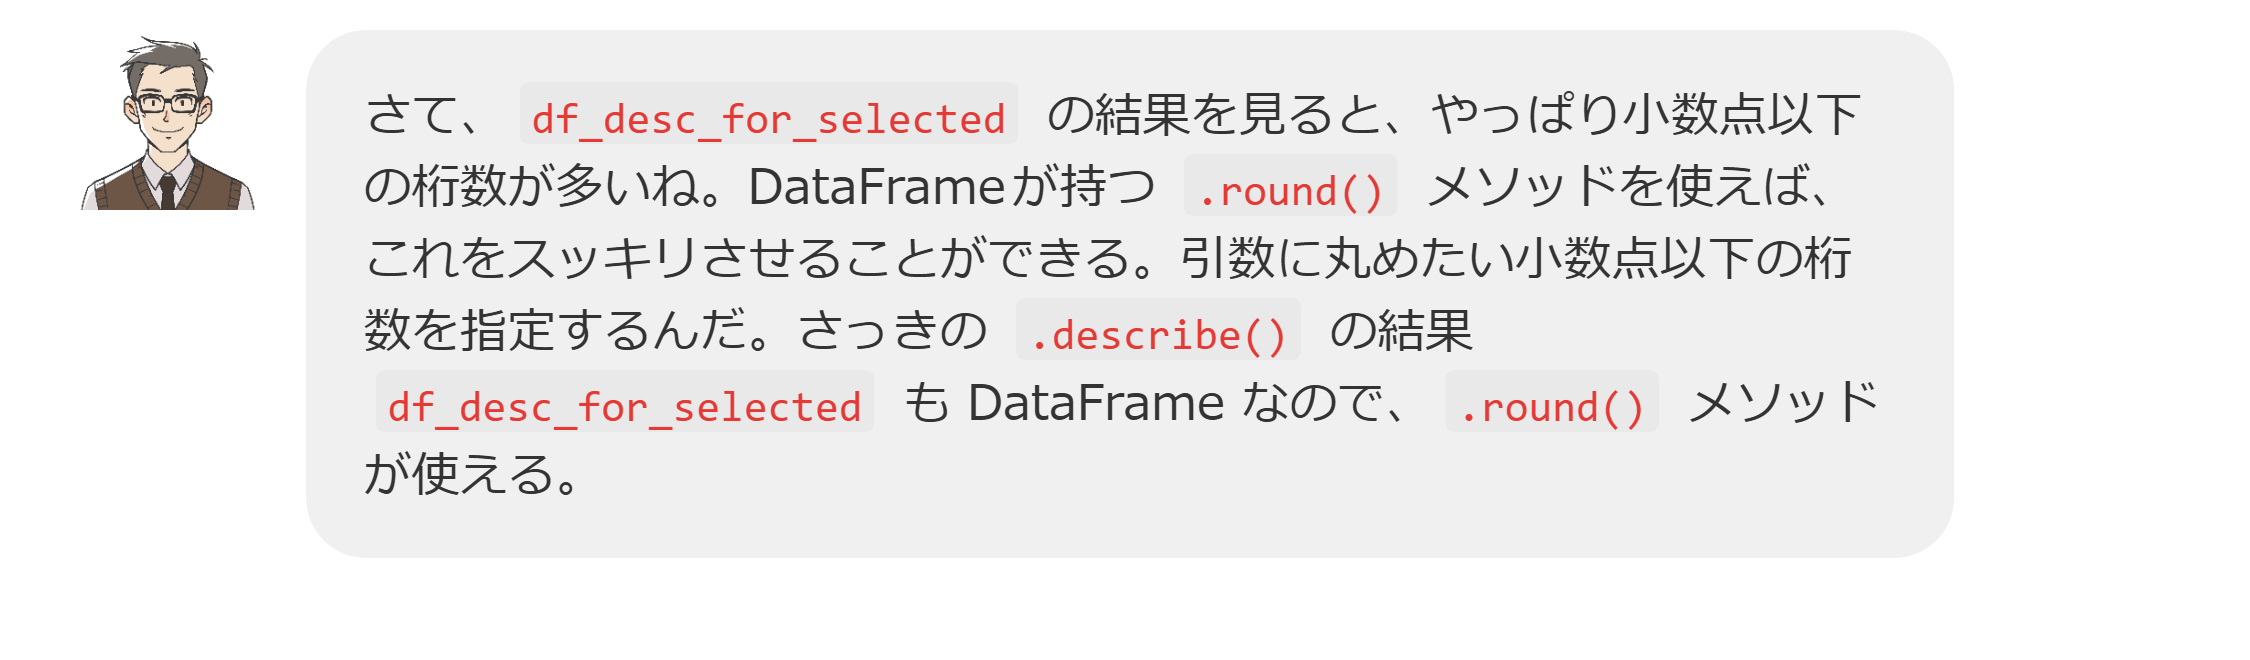 さて、 df_desc_for_selected の結果を見ると、やっぱり小数点以下
の桁数が多いね。DataFrameが持つ .round() メソッドを使えば、
これをスッキリさせることができる。引数に丸めたい小数点以下の桁
数を指定するんだ。さっきの .describe() の結果
df_desc_for_selected も DataFrame なので、 .round() メソッド
が使える。